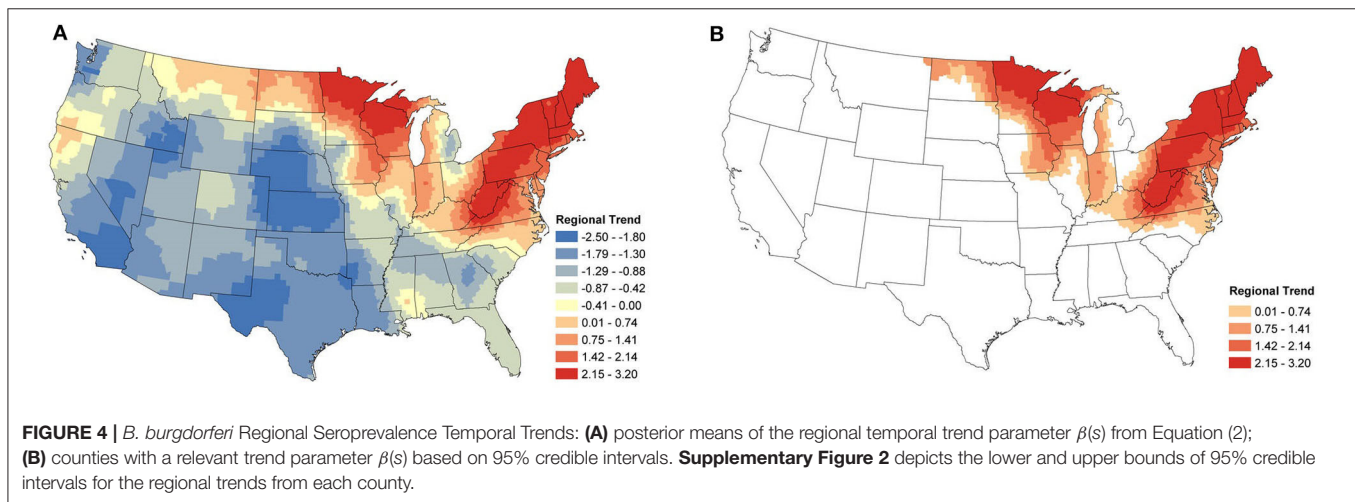 A
B
Regional Trend
-2.50 - -1.80
-1.79 - -1.30
-1.29 - -0.88
-0.87 - -0.42
-0.41 - 0.00
0.01 - 0.74
0.75 - 1.41
1.42 - 2.14
2.15 - 3.20
Regional Trend
0.01 - 0.74
0.75 - 1.41
1.42 - 2.14
2.15 - 3.20
FIGURE 4 | B. burgdorferi Regional Seroprevalence Temporal Trends: (A) posterior means of the regional temporal trend parameter β(s) from Equation (2);
(B) counties with a relevant trend parameter β(s) based on 95% credible intervals. Supplementary Figure 2 depicts the lower and upper bounds of 95% credible
intervals for the regional trends from each county.